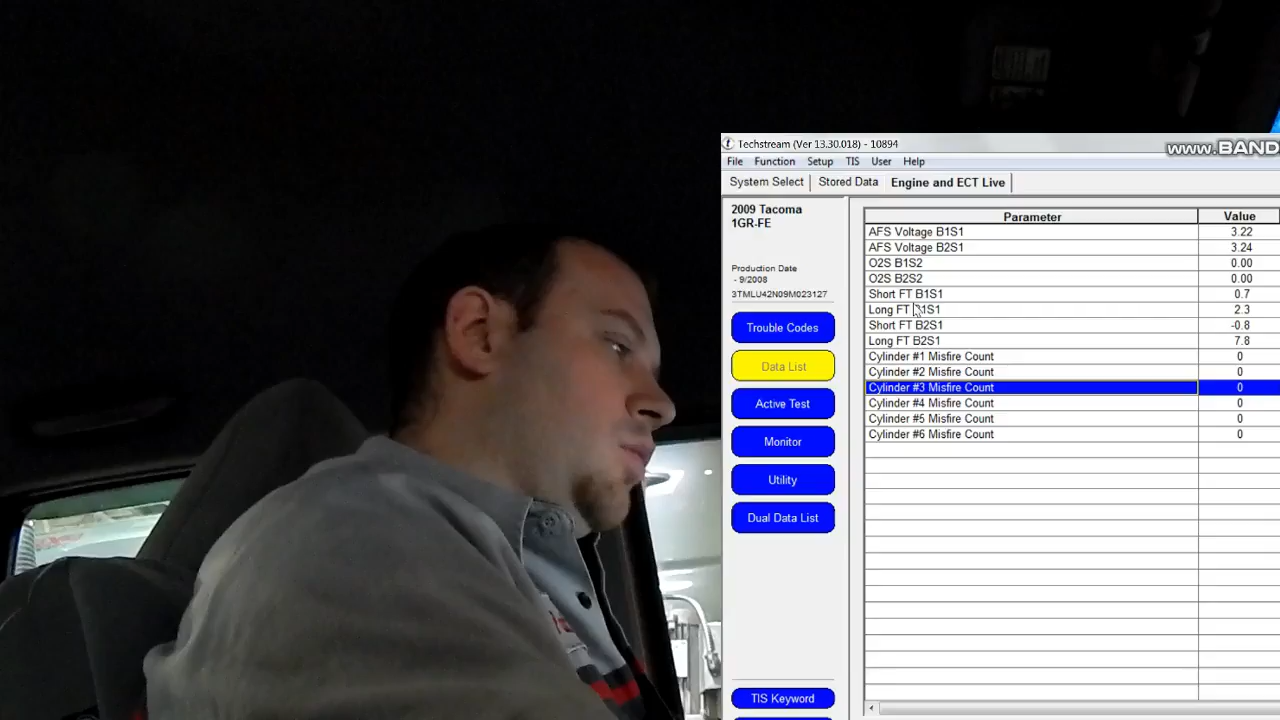 Techstream (Ver 13.30.018) - 10894
www.BAND
File Function Setup TIS User Help
System Select Stored Data Engine and ECT Live
2009 Tacoma
1GR-FE
Production Date
- 9/2008
3TMLU42N09M023127
Trouble Codes
Data List
Active Test
Monitor
Utility
Dual Data List
TIS Keyword
Parameter Value
AFS Voltage B1S1 3.22
AFS Voltage B2S1 3.24
O2S B1S2 0.00
O2S B2S2 0.00
Short FT B1S1 0.7
Long FT B1S1 2.3
Short FT B2S1 -0.8
Long FT B2S1 7.8
Cylinder #1 Misfire Count 0
Cylinder #2 Misfire Count 0
Cylinder #3 Misfire Count 0
Cylinder #4 Misfire Count 0
Cylinder #5 Misfire Count 0
Cylinder #6 Misfire Count 0